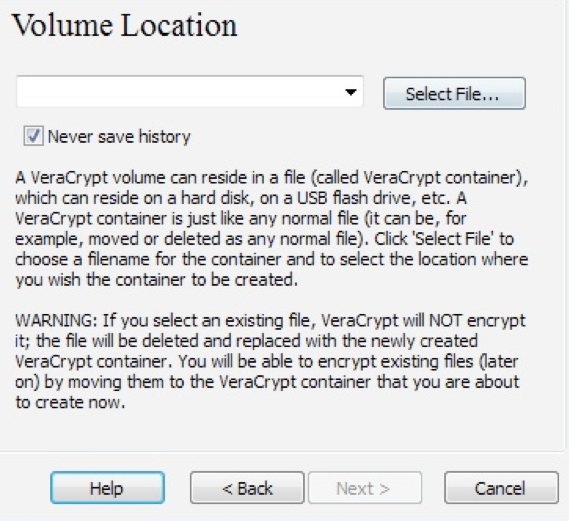 Volume Location
Select File...
Never save history
A VeraCrypt volume can reside in a file (called VeraCrypt container),
which can reside on a hard disk, on a USB flash drive, etc. A
VeraCrypt container is just like any normal file (it can be, for
example, moved or deleted as any normal file). Click 'Select File' to
choose a filename for the container and to select the location where
you wish the container to be created.
WARNING: If you select an existing file, VeraCrypt will NOT encrypt
it; the file will be deleted and replaced with the newly created
VeraCrypt container. You will be able to encrypt existing files (later
on) by moving them to the VeraCrypt container that you are about
to create now.
Help
< Back
Next >
Cancel